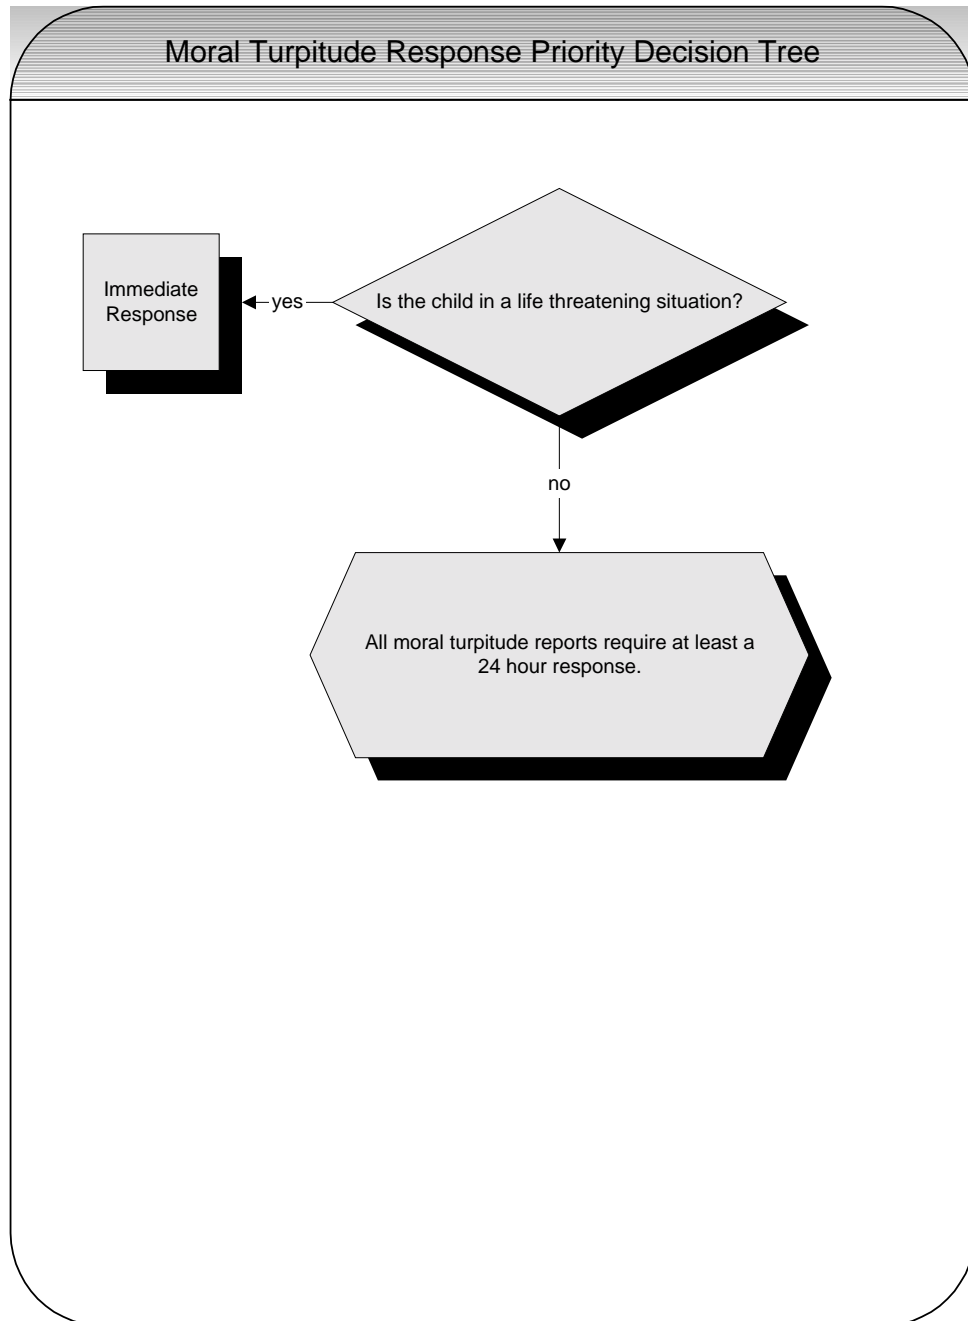 Moral Turpitude Response Priority Decision Tree
Is the child in a life threatening situation?
yes
Immediate
Response
no
All moral turpitude reports require at least a
24 hour response.